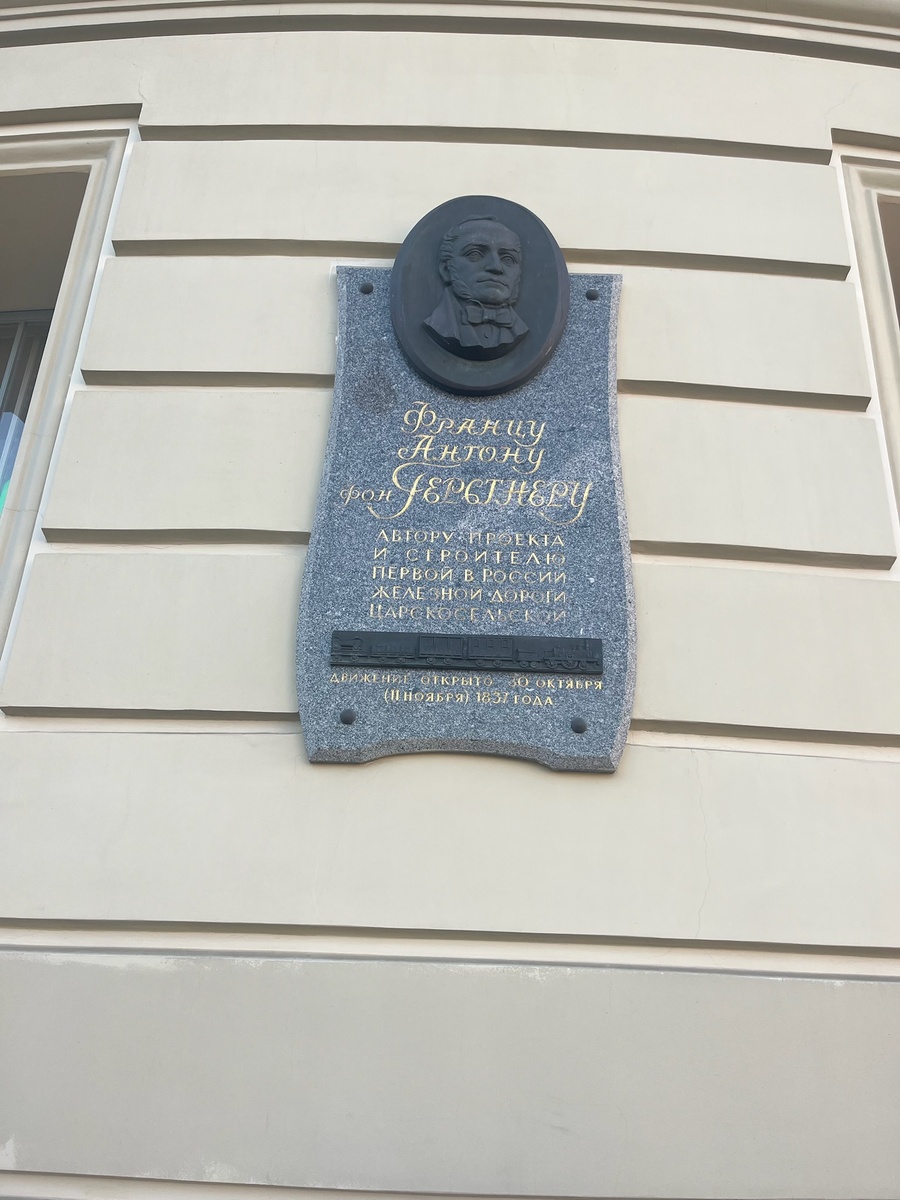 Францу
Антону
фон Герстнеру
АВТОРУ ПРОЕКТА
И СТРОИТЕЛЮ
ПЕРВОЙ В РОССИИ
ЖЕЛЕЗНОЙ ДОРОГИ
ЦАРСКОСЕЛЬСКОЙ
ДВИЖЕНИЕ ОТКРЫТО 30 ОКТЯБРЯ
(11 НОЯБРЯ) 1837 ГОДА.